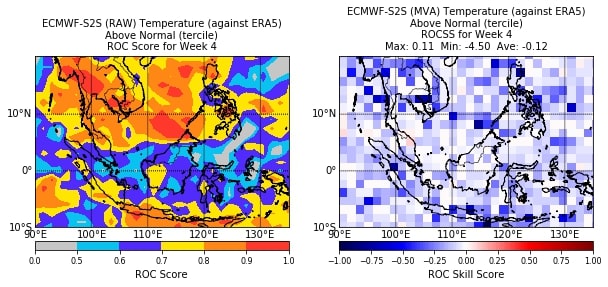 ECMWF-S2S (RAW) Temperature (against ERA5)
Above Normal (tercile)
ROC Score for Week 4
10°N
0°
10°S
90°E 100°E 110°E 120°E 130°E
0.0 0.5 0.6 0.7 0.8 0.9 1.0
ROC Score
ECMWF-S2S (MVA) Temperature (against ERA5)
Above Normal (tercile)
ROCSS for Week 4
Max: 0.11 Min: -4.50 Ave: -0.12
10°N
0°
10°S
90°E 100°E 110°E 120°E 130°E
−1.00 −0.75 −0.50 −0.25 0.00 0.25 0.50 0.75 1.00
ROC Skill Score